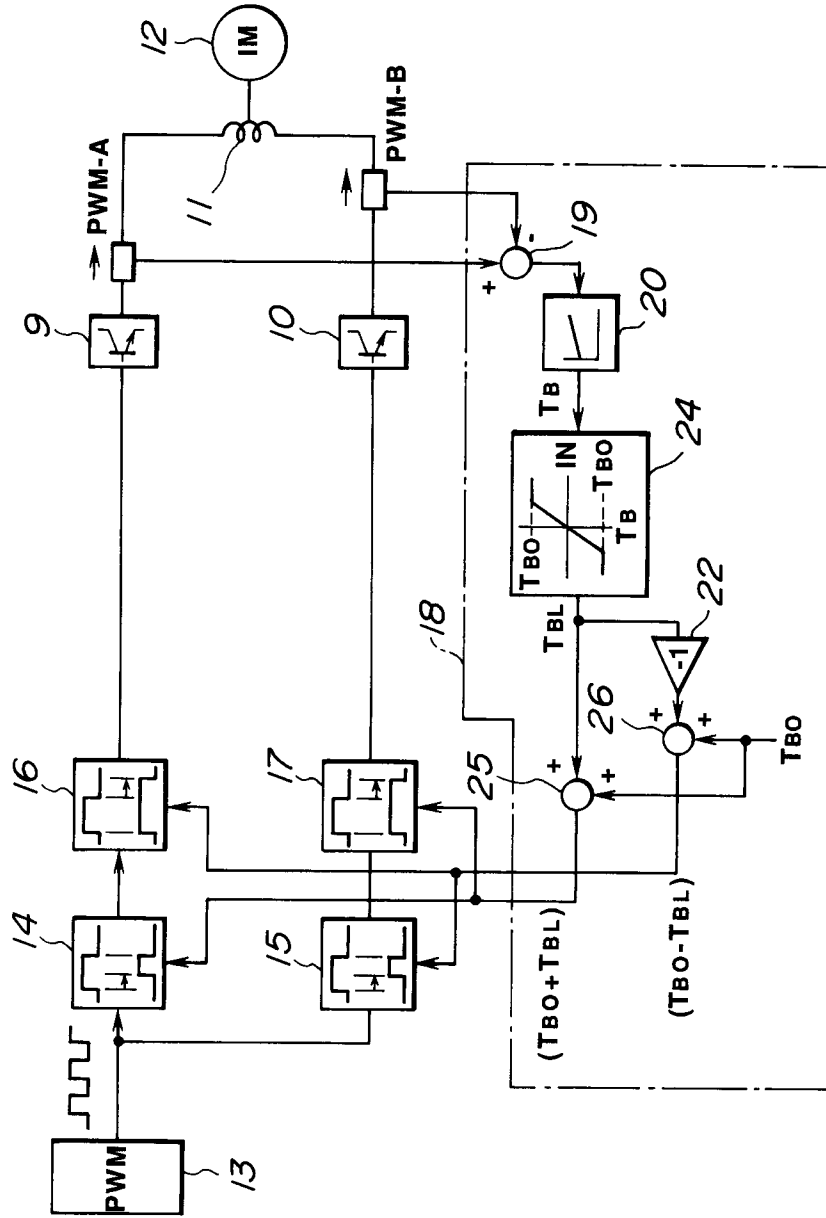 PWM
13
14
16
9
PWM-A
12
IM
11
15
17
10
PWM-B
18
+
-
19
20
TB
TBO
IN
TBO
TB
24
TBL
-1
22
+
+
25
+
+
26
TBO
(TBO+TBL)
(TBO-TBL)